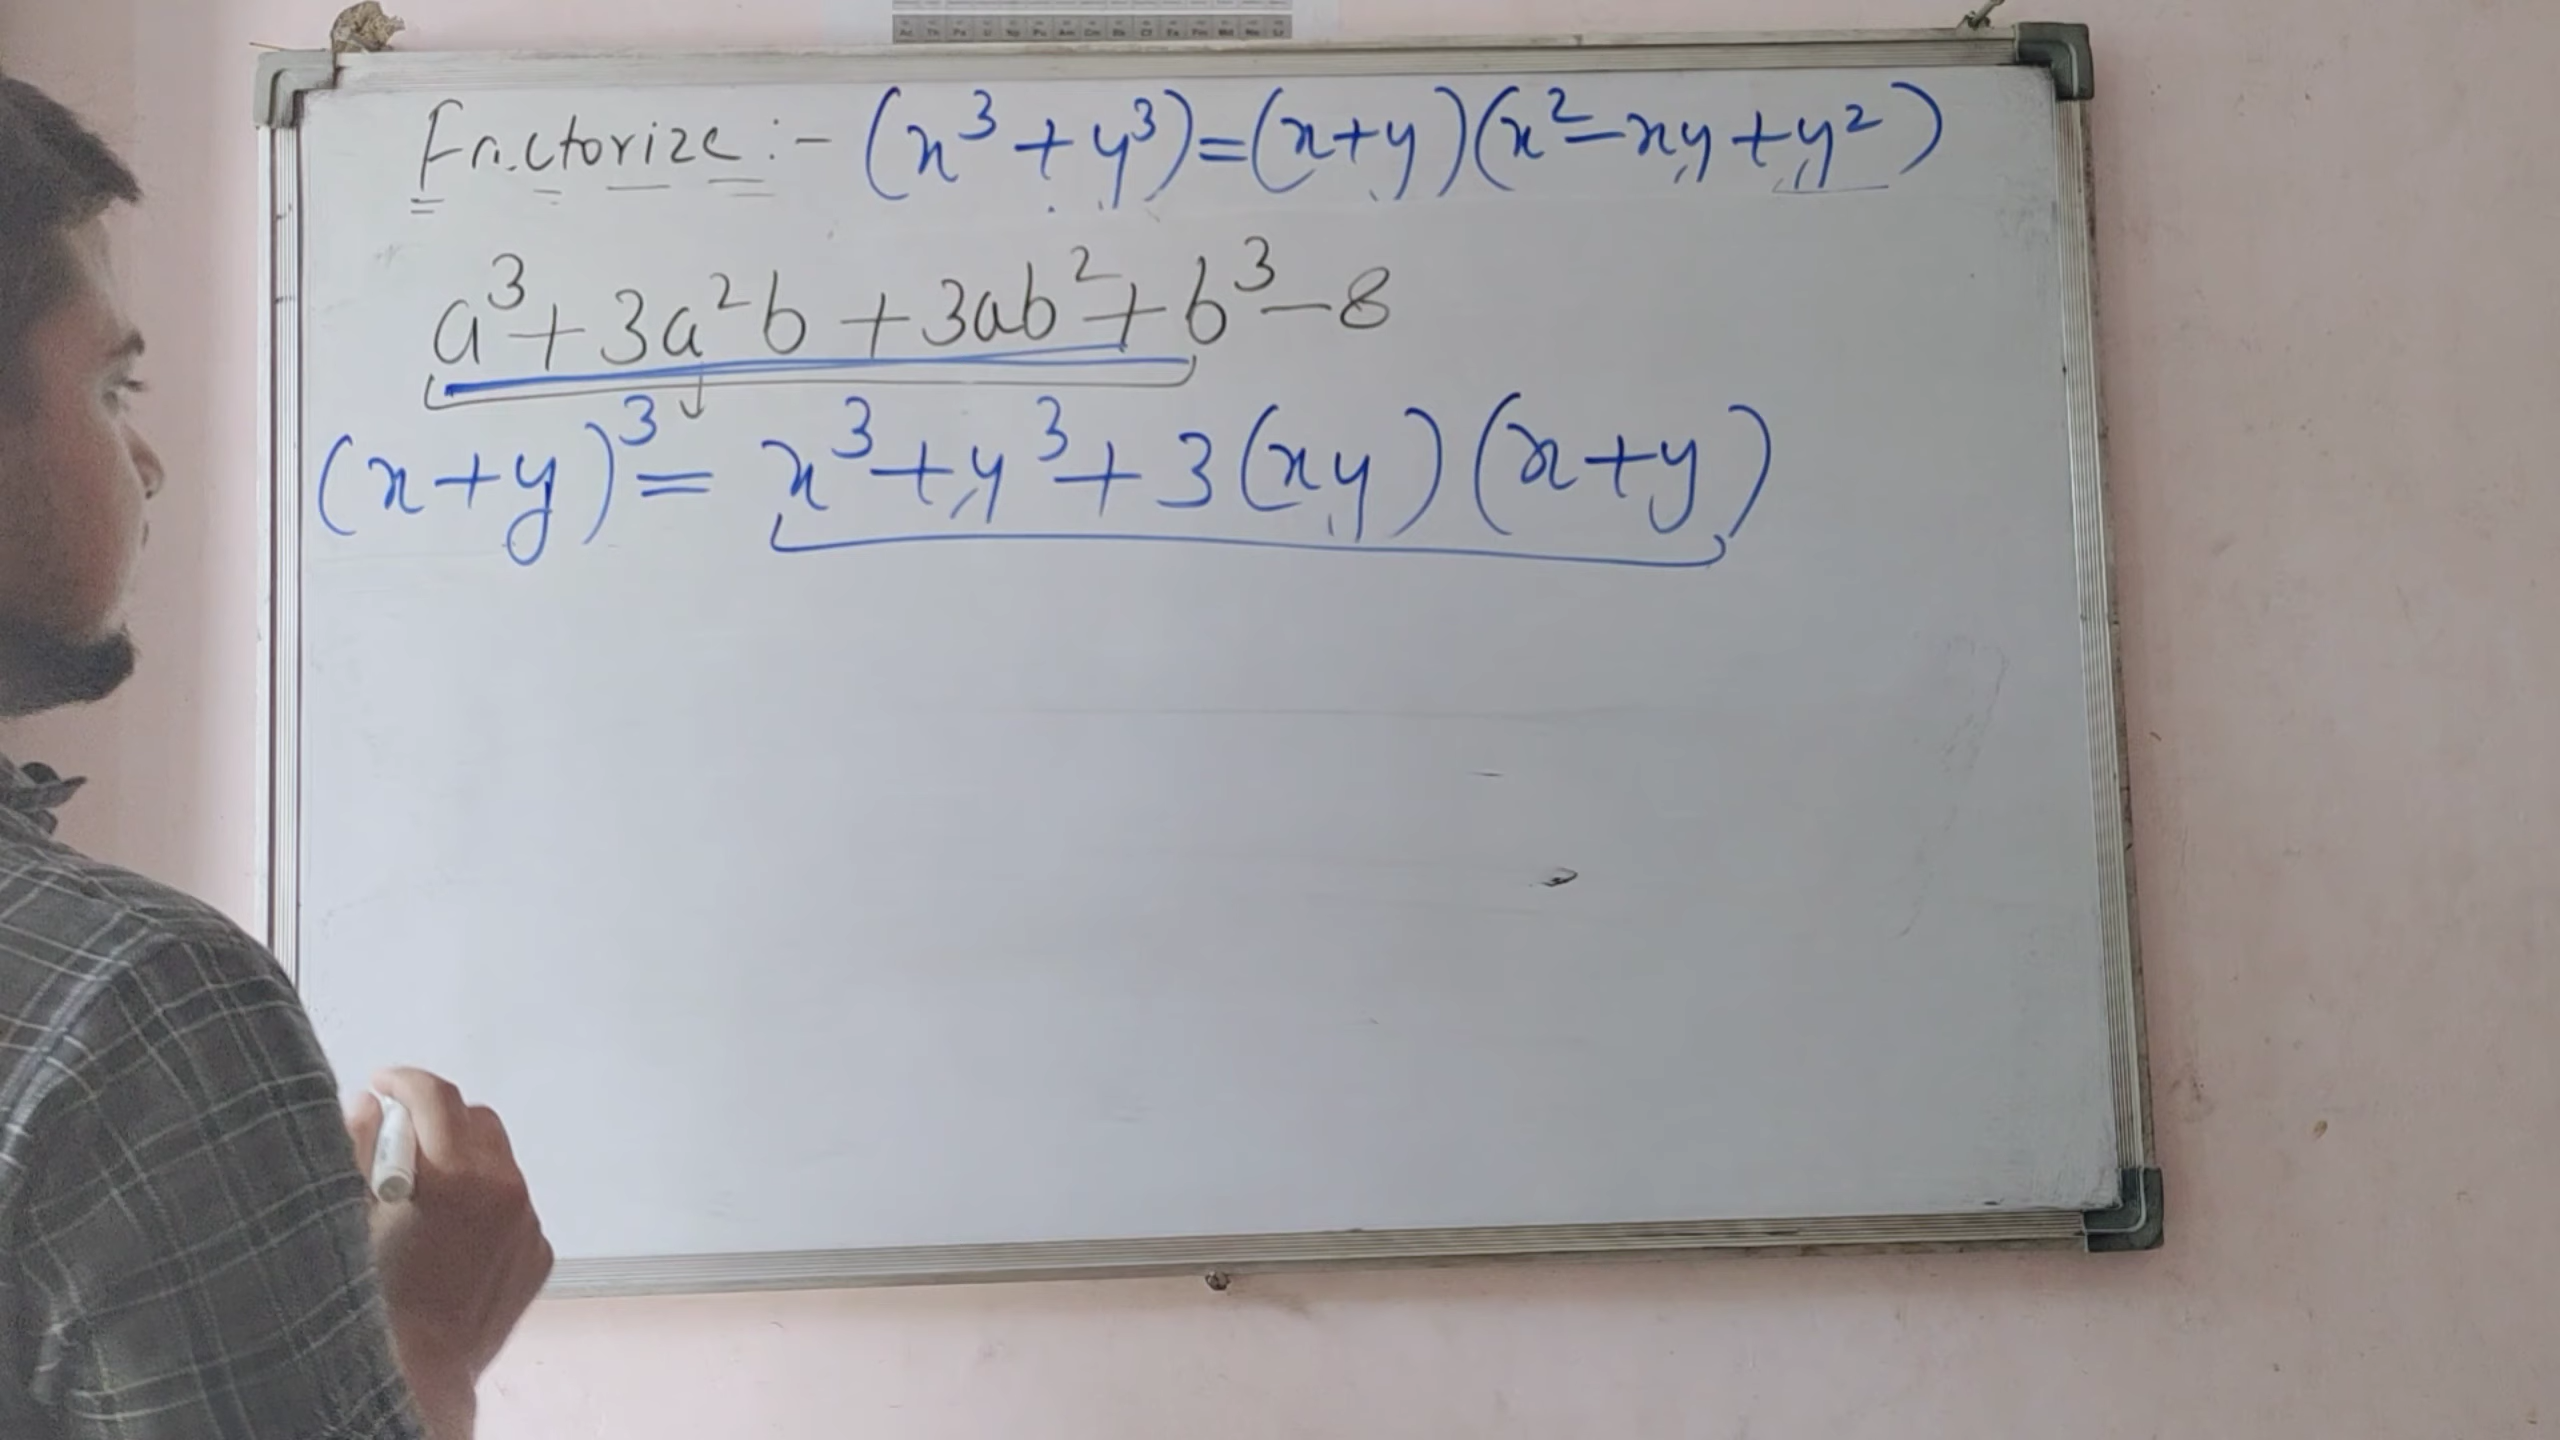 Factorize :- (x³ + y³) = (x+y)(x² - xy + y²)
a³ + 3a²b + 3ab² + b³ - 8
(x+y)³ = x³ + y³ + 3(xy)(x+y)